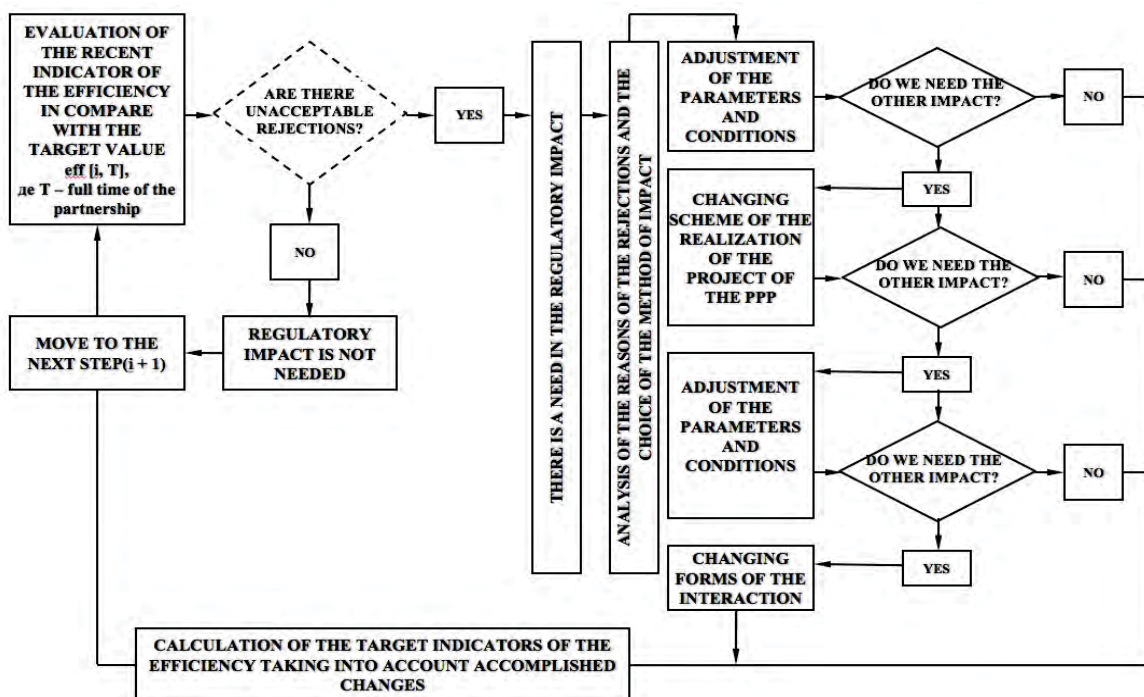 EVALUATION OF
THE RECENT
INDICATOR OF
THE EFFICIENCY
IN COMPARE
WITH THE
TARGET VALUE
eff [i, T],
де T – full time of the
partnership
ARE THERE
UNACCEPTABLE
REJECTIONS?
YES
NO
REGULATORY
IMPACT IS NOT
NEEDED
MOVE TO THE
NEXT STEP(i + 1)
THERE IS A NEED IN THE REGULATORY IMPACT
ANALYSIS OF THE REASONS OF THE REJECTIONS AND THE
CHOICE OF THE METHOD OF IMPACT
ADJUSTMENT
OF THE
PARAMETERS
AND
CONDITIONS
DO WE NEED THE
OTHER IMPACT?
NO
YES
CHANGING
SCHEME OF THE
REALIZATION
OF THE
PROJECT OF
THE PPP
DO WE NEED THE
OTHER IMPACT?
NO
YES
ADJUSTMENT
OF THE
PARAMETERS
AND
CONDITIONS
DO WE NEED THE
OTHER IMPACT?
NO
YES
CHANGING
FORMS OF THE
INTERACTION
CALCULATION OF THE TARGET INDICATORS OF THE
EFFICIENCY TAKING INTO ACCOUNT ACCOMPLISHED
CHANGES